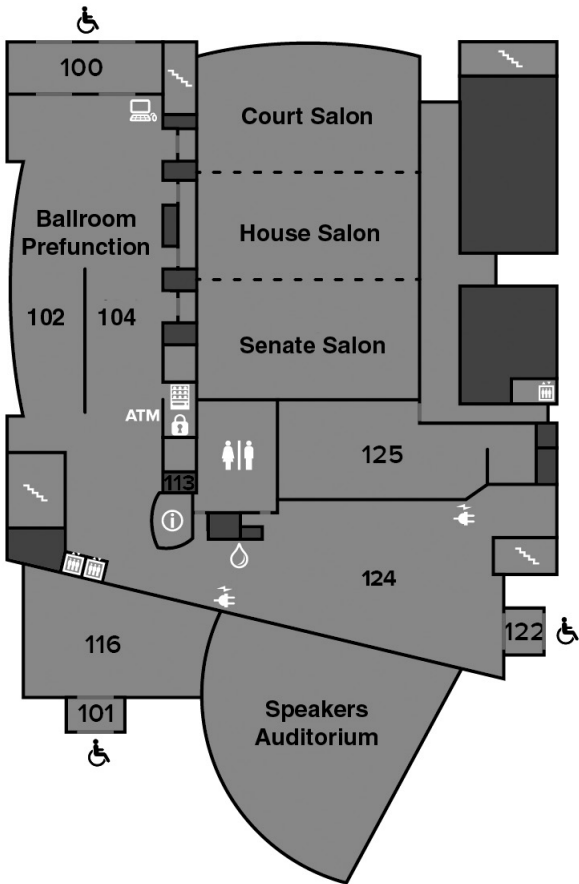 100
Court Salon
Ballroom
Prefunction
House Salon
102
104
Senate Salon
ATM
125
113
i
124
122
116
101
Speakers
Auditorium